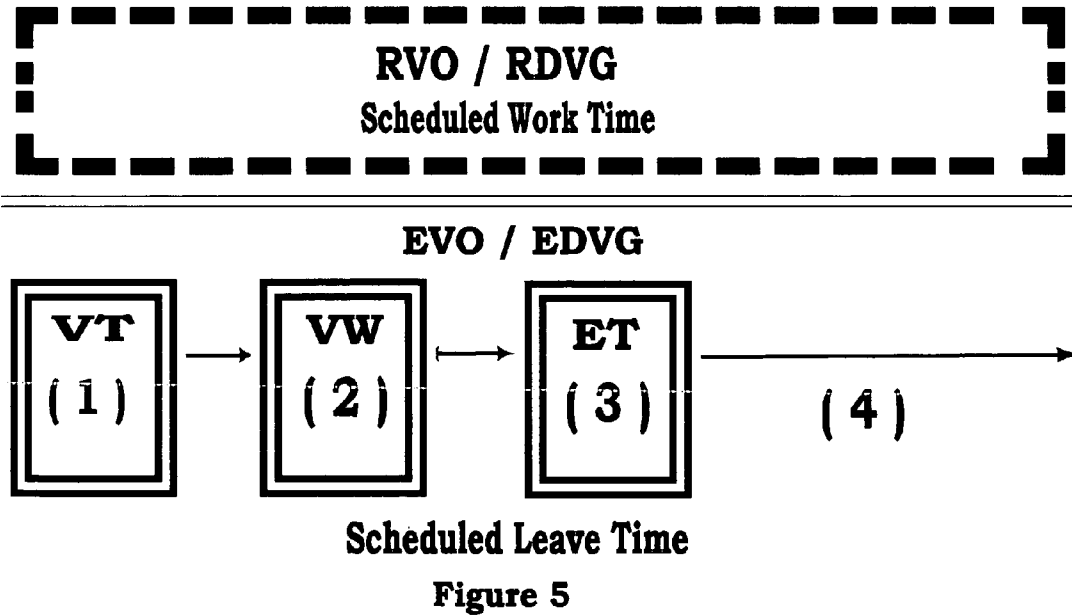 RVO / RDVG
Scheduled Work Time
EVO / EDVG
VT VW ET
( 1 ) ( 2 ) ( 3 ) ( 4 )
Scheduled Leave Time
Figure 5